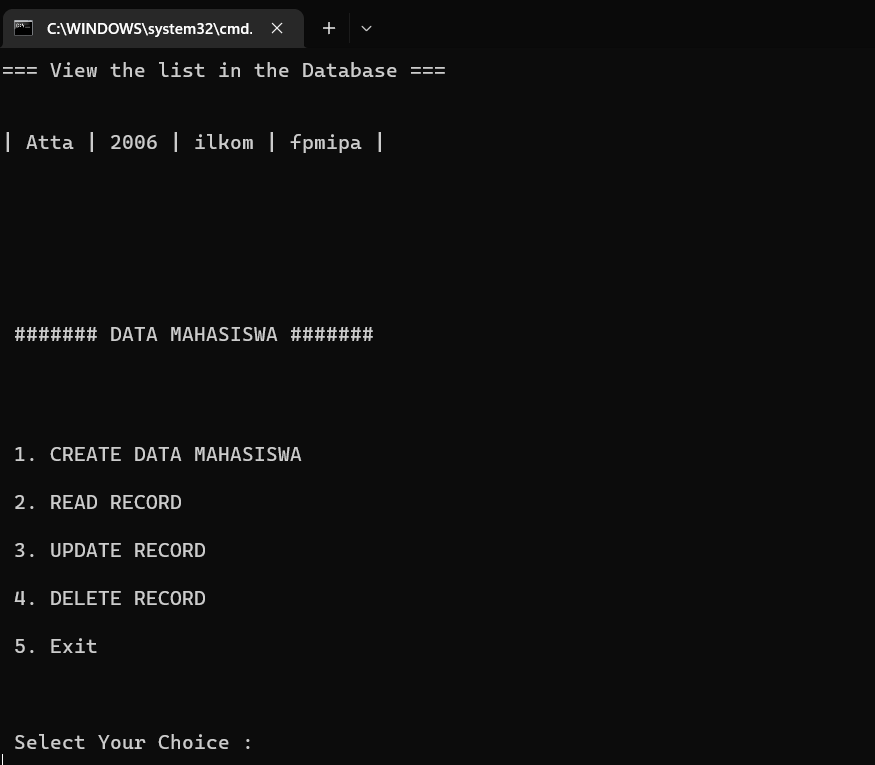 C:\WINDOWS\system32\cmd.
=== View the list in the Database ===
| Atta | 2006 | ilkom | fpmipa |
####### DATA MAHASISWA #######
1. CREATE DATA MAHASISWA
2. READ RECORD
3. UPDATE RECORD
4. DELETE RECORD
5. Exit
Select Your Choice :